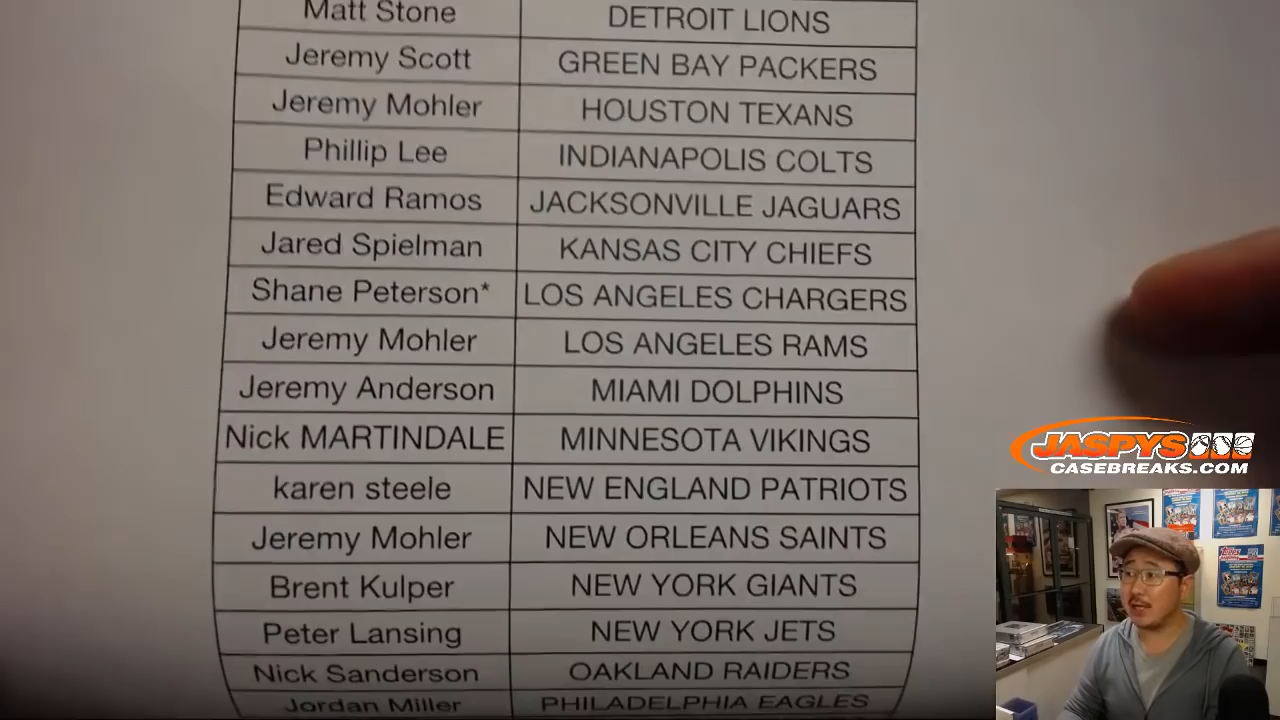 Matt Stone DETROIT LIONS
Jeremy Scott GREEN BAY PACKERS
Jeremy Mohler HOUSTON TEXANS
Phillip Lee INDIANAPOLIS COLTS
Edward Ramos JACKSONVILLE JAGUARS
Jared Spielman KANSAS CITY CHIEFS
Shane Peterson* LOS ANGELES CHARGERS
Jeremy Mohler LOS ANGELES RAMS
Jeremy Anderson MIAMI DOLPHINS
Nick MARTINDALE MINNESOTA VIKINGS
karen steele NEW ENGLAND PATRIOTS
Jeremy Mohler NEW ORLEANS SAINTS
Brent Kulper NEW YORK GIANTS
Peter Lansing NEW YORK JETS
Nick Sanderson OAKLAND RAIDERS
Jordan Miller PHILADELPHIA EAGLES
JASPYS
CASEBREAKS.COM
Topps